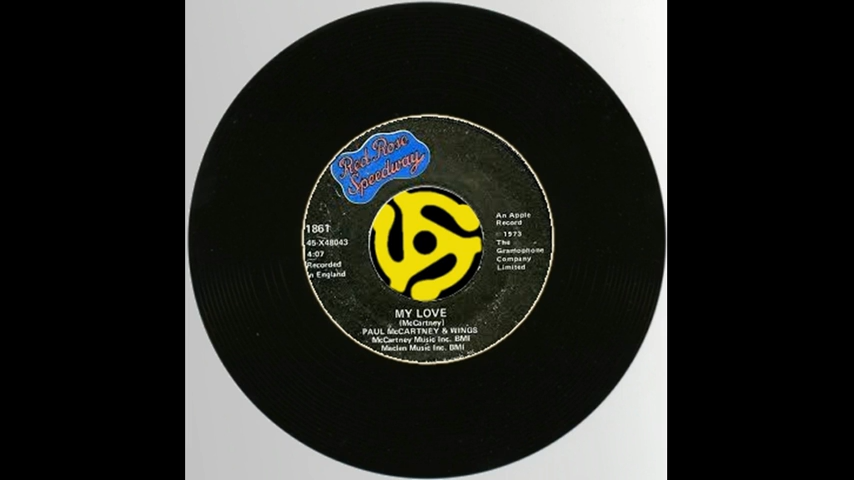 Red Rose
Speedway
1861
45-X48043
4:07
Recorded
in England
An Apple
Record
℗ 1973
The
Gramophone
Company
Limited
MY LOVE
(McCartney)
PAUL McCARTNEY & WINGS
McCartney Music Inc. BMI
Maclen Music Inc. BMI